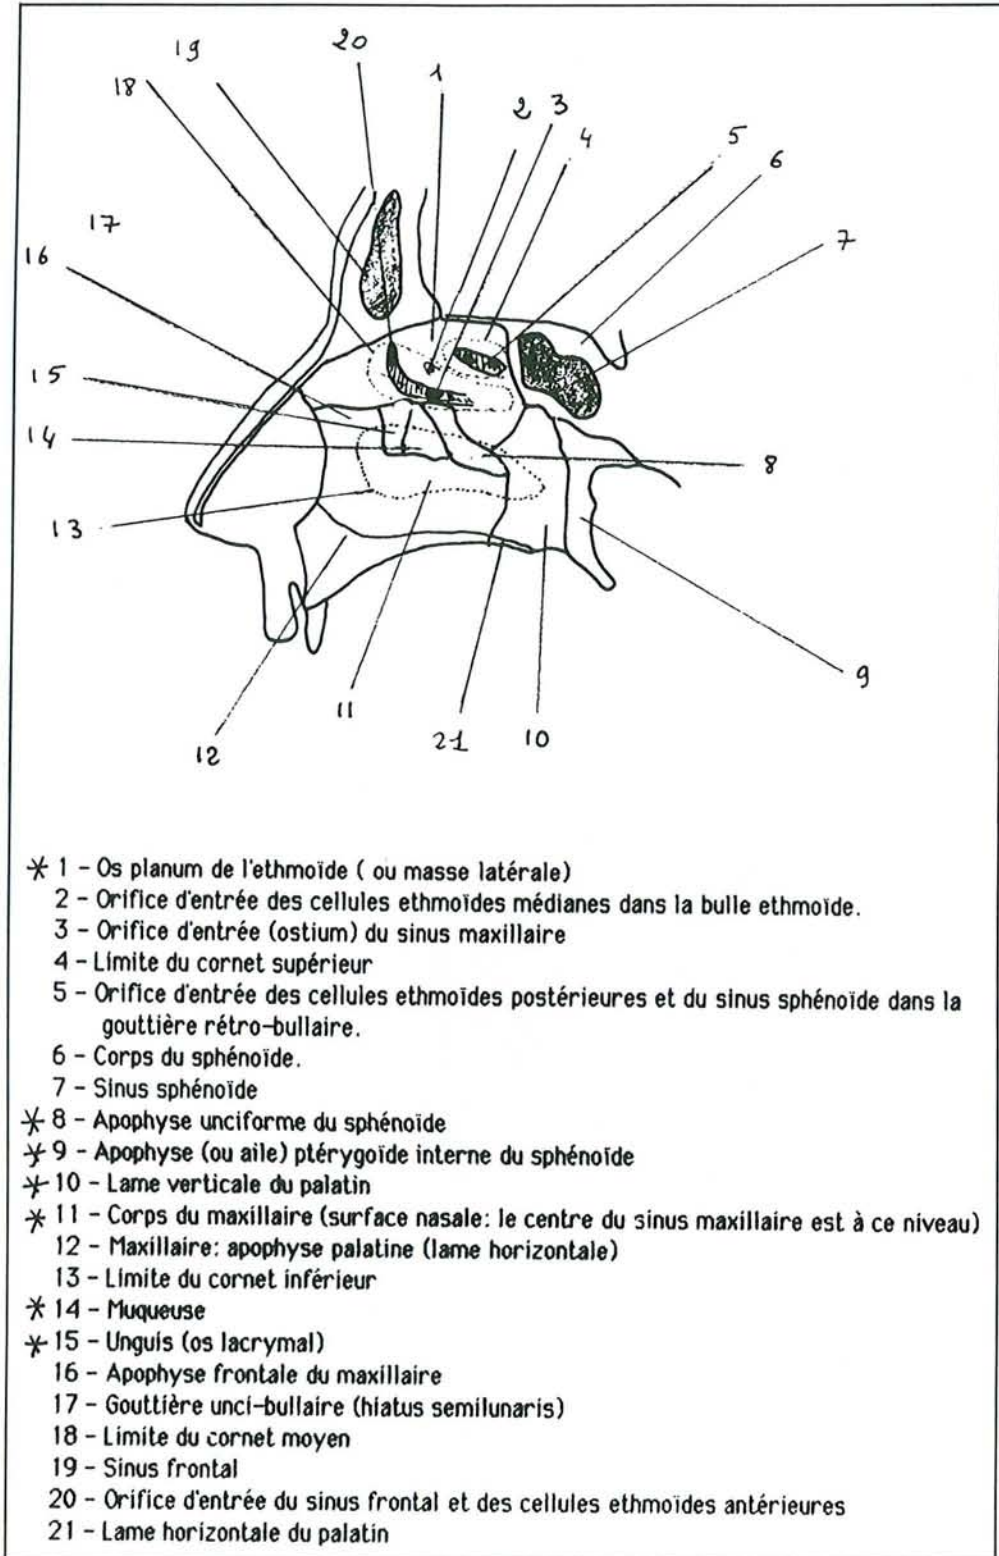 19
20
18
1
2
3
4
5
6
17
7
16
15
14
8
13
9
11
21
10
12
* 1 - Os planum de l'ethmoïde ( ou masse latérale)
2 - Orifice d'entrée des cellules ethmoïdes médianes dans la bulle ethmoïde.
3 - Orifice d'entrée (ostium) du sinus maxillaire
4 - Limite du cornet supérieur
5 - Orifice d'entrée des cellules ethmoïdes postérieures et du sinus sphénoïde dans la
gouttière rétro-bullaire.
6 - Corps du sphénoïde.
7 - Sinus sphénoïde
* 8 - Apophyse unciforme du sphénoïde
* 9 - Apophyse (ou aile) ptérygoïde interne du sphénoïde
* 10 - Lame verticale du palatin
* 11 - Corps du maxillaire (surface nasale: le centre du sinus maxillaire est à ce niveau)
12 - Maxillaire: apophyse palatine (lame horizontale)
13 - Limite du cornet inférieur
* 14 - Muqueuse
* 15 - Unguis (os lacrymal)
16 - Apophyse frontale du maxillaire
17 - Gouttière unci-bullaire (hiatus semilunaris)
18 - Limite du cornet moyen
19 - Sinus frontal
20 - Orifice d'entrée du sinus frontal et des cellules ethmoïdes antérieures
21 - Lame horizontale du palatin